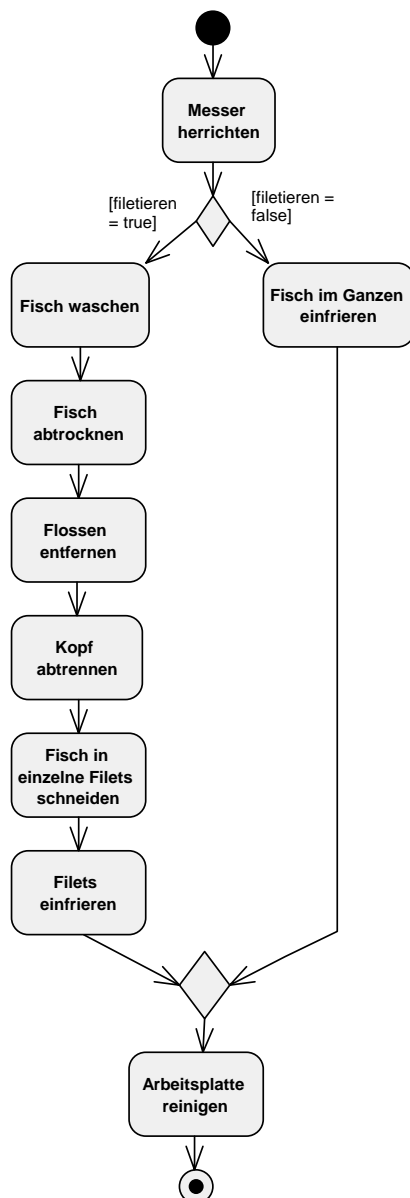 Messer
herrichten
[filetieren
= true]
[filetieren =
false]
Fisch waschen
Fisch im Ganzen
einfrieren
Fisch
abtrocknen
Flossen
entfernen
Kopf
abtrennen
Fisch in
einzelne Filets
schneiden
Filets
einfrieren
Arbeitsplatte
reinigen